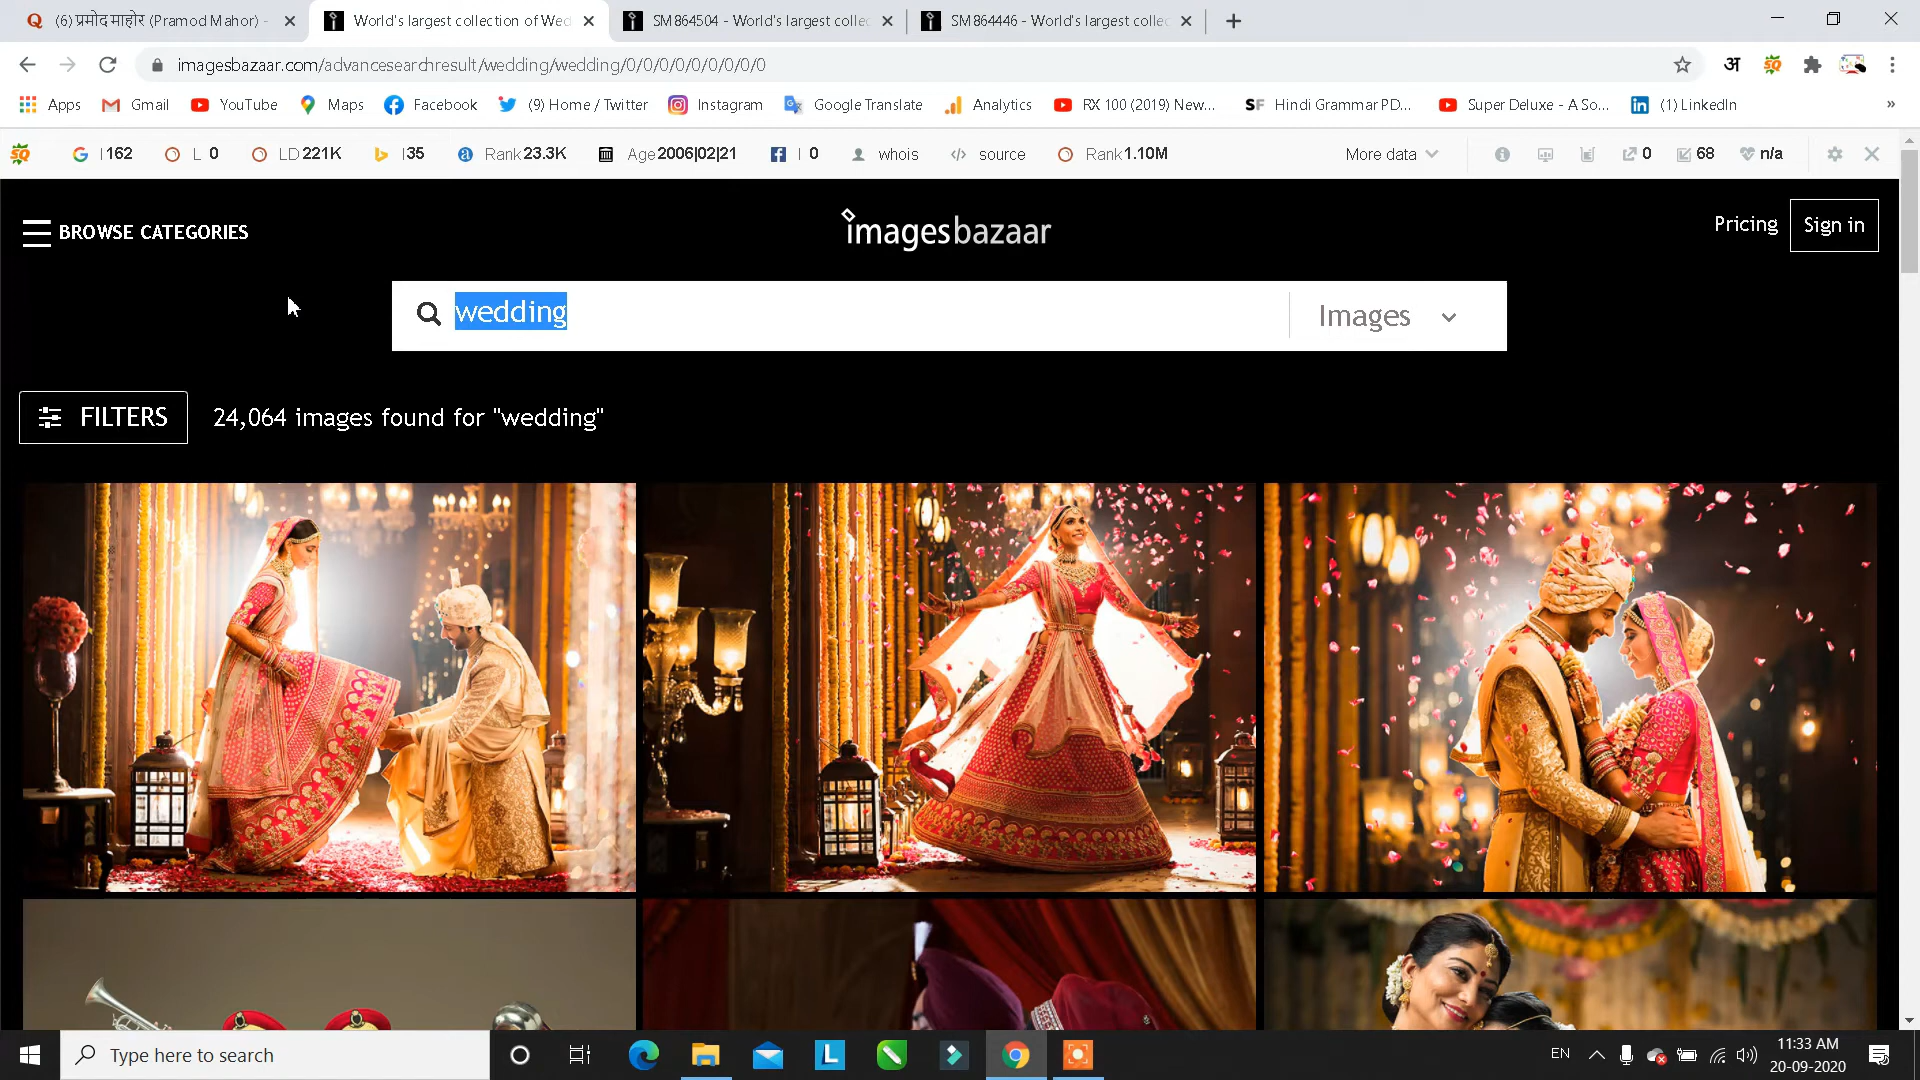 (6) प्रमोद माहोर (Pramod Mahor) -
World's largest collection of Wed
SM864504 - World's largest collec
SM864446 - World's largest collec
imagesbazaar.com/advancesearchresult/wedding/wedding/0/0/0/0/0/0/0/0/0
अ
Apps
Gmail
YouTube
Maps
Facebook
(9) Home / Twitter
Instagram
Google Translate
Analytics
RX 100 (2019) New...
SF Hindi Grammar PD...
Super Deluxe - A So...
(1) LinkedIn
»
I 162
L 0
LD 221K
I 35
Rank 23.3K
Age 2006|02|21
I 0
whois
source
Rank 1.10M
More data
0
68
n/a
BROWSE CATEGORIES
imagesbazaar
Pricing
Sign in
wedding
Images
FILTERS
24,064 images found for "wedding"
Type here to search
EN
11:33 AM
20-09-2020